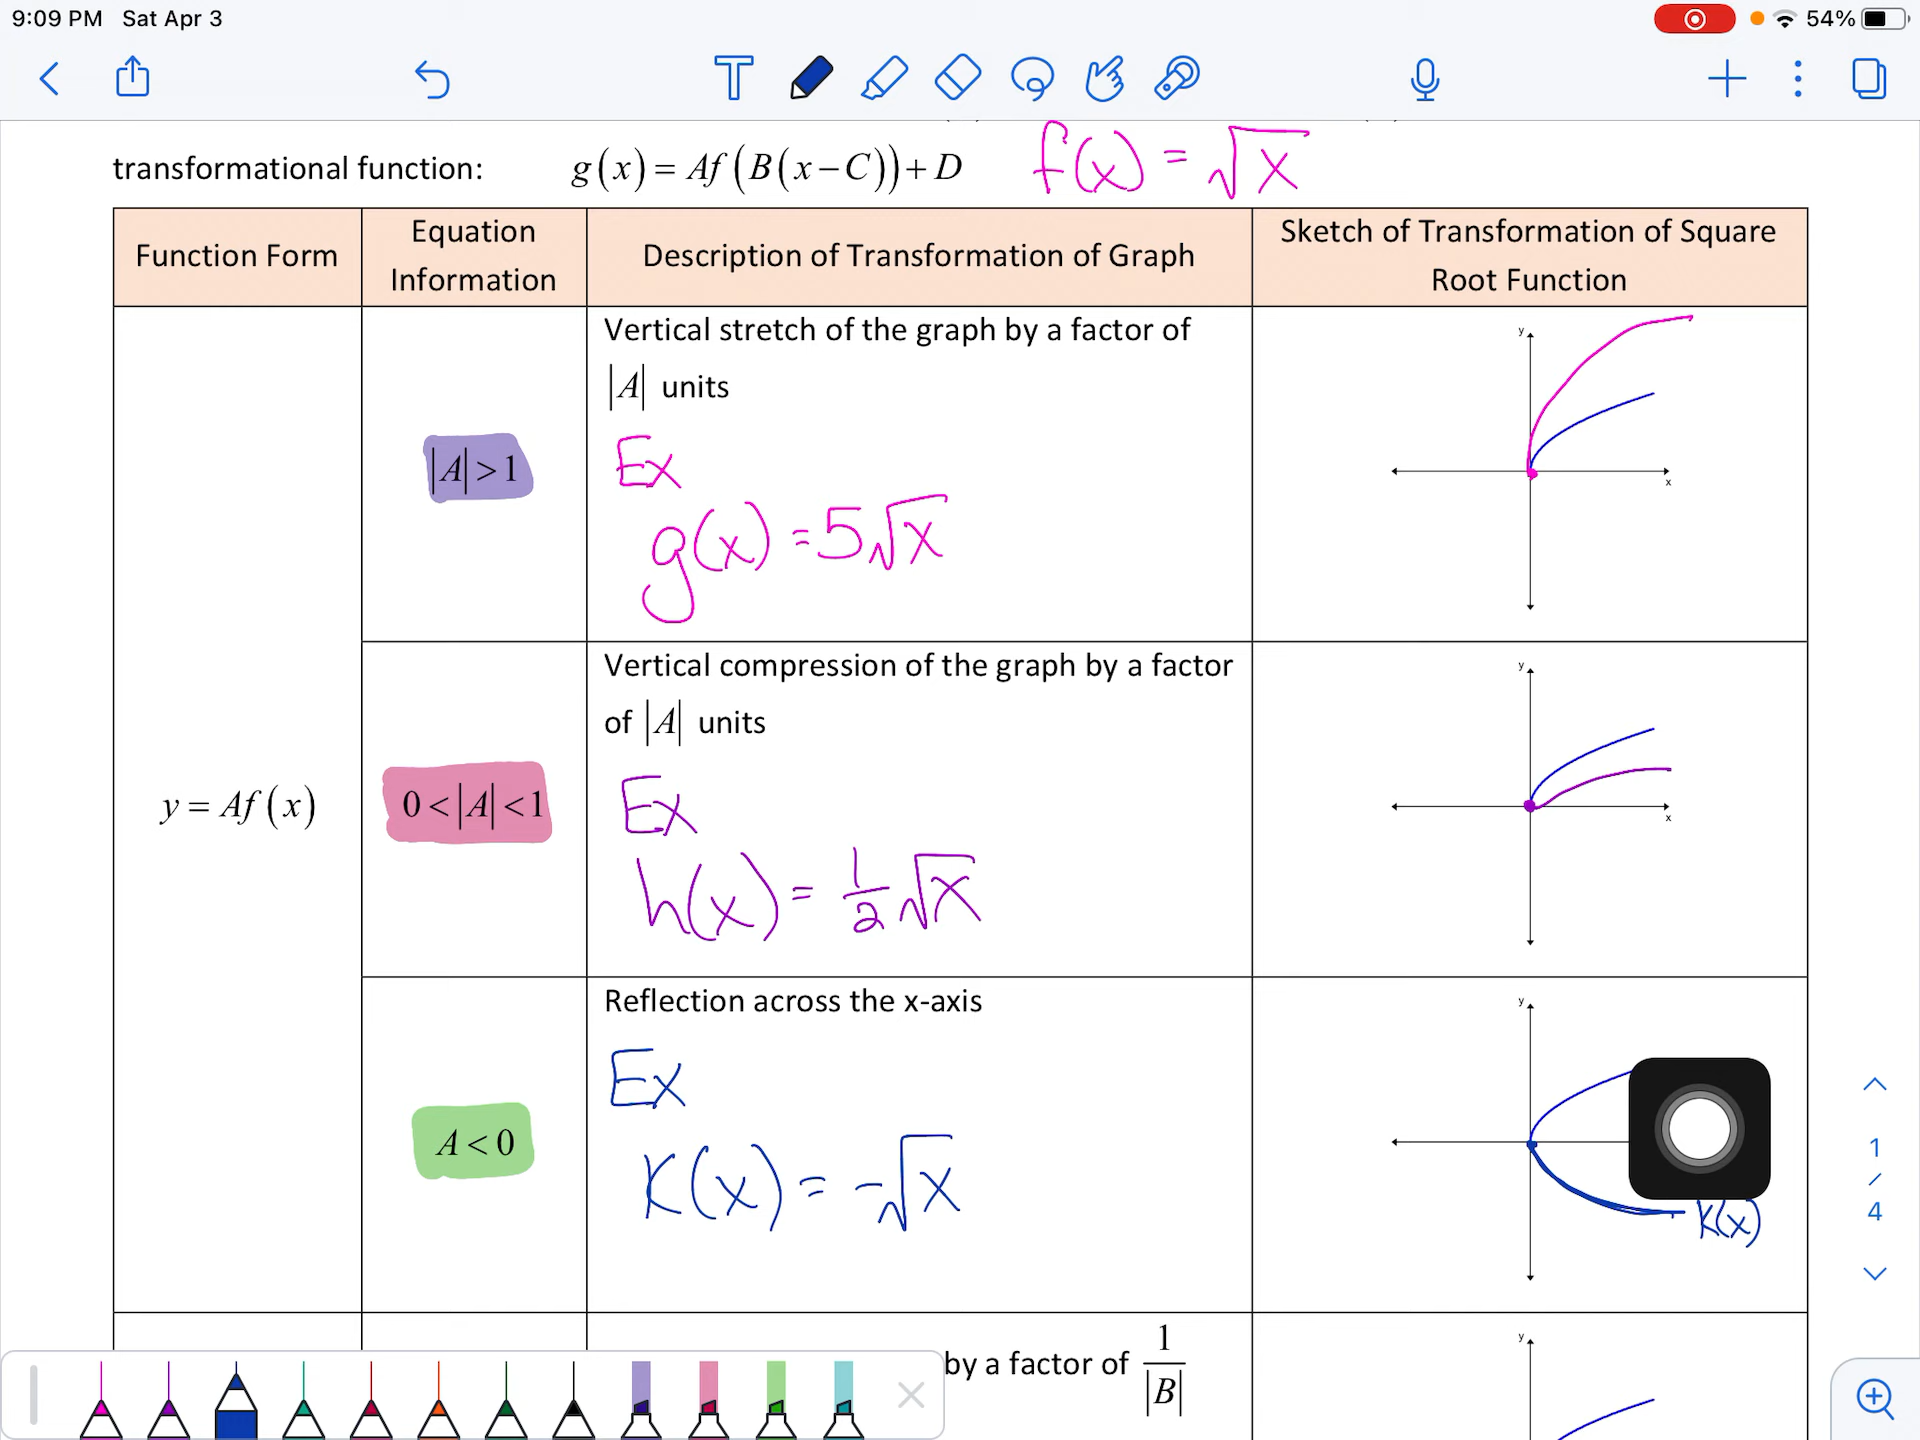 9:09 PM Sat Apr 3
54%
transformational function: g(x) = Af(B(x−C))+D f(x) = √x
Function Form
Equation
Information
Description of Transformation of Graph
Sketch of Transformation of Square
Root Function
y = Af(x)
|A| > 1
Vertical stretch of the graph by a factor of
|A| units
Ex
g(x) = 5√x
y
x
0 < |A| < 1
Vertical compression of the graph by a factor
of |A| units
Ex
h(x) = 1/2 √x
y
x
A < 0
Reflection across the x-axis
Ex
K(x) = -√x
y
K(x)
1
/
4
by a factor of 1/|B|
y